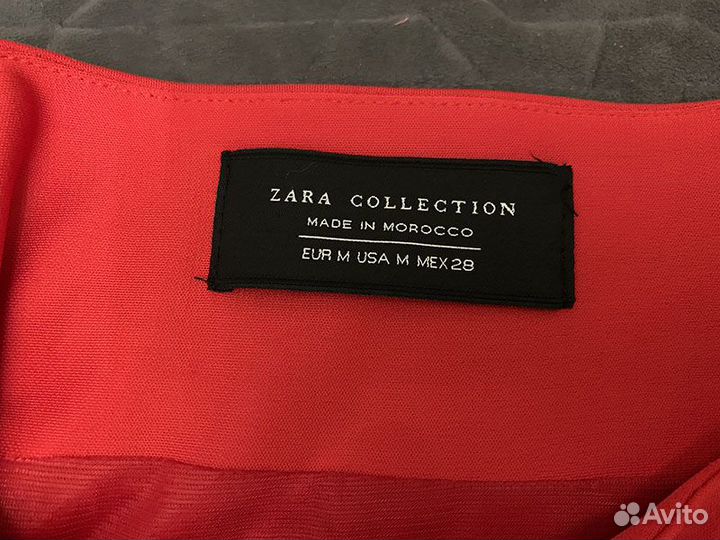 ZARA COLLECTION
MADE IN MOROCCO
EUR M USA M MEX 28
Avito